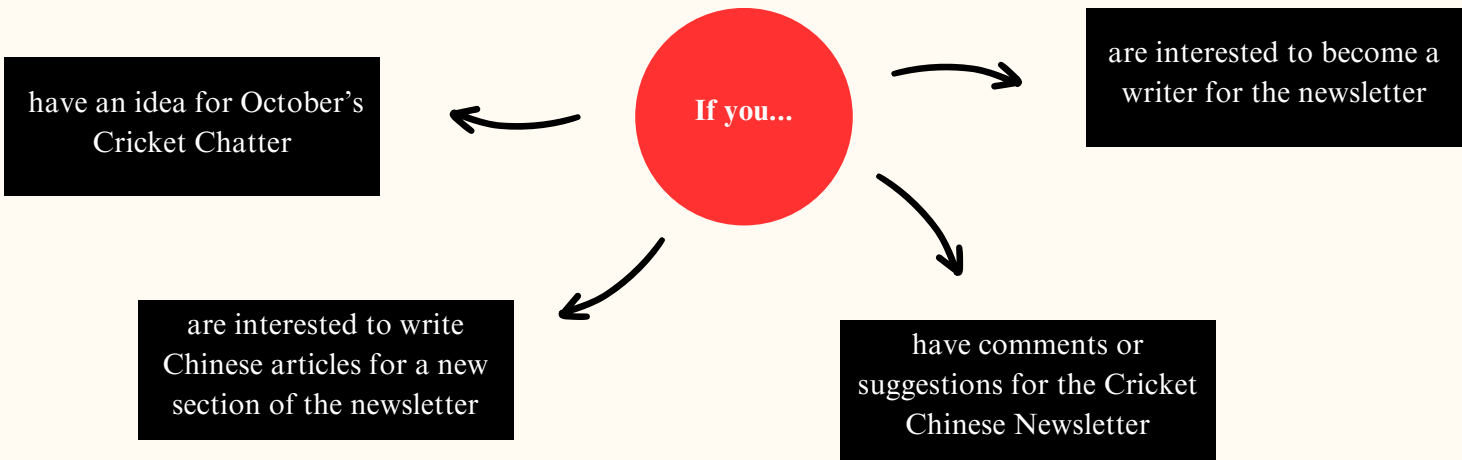 If you...
have an idea for October’s
Cricket Chatter
are interested to become a
writer for the newsletter
are interested to write
Chinese articles for a new
section of the newsletter
have comments or
suggestions for the Cricket
Chinese Newsletter